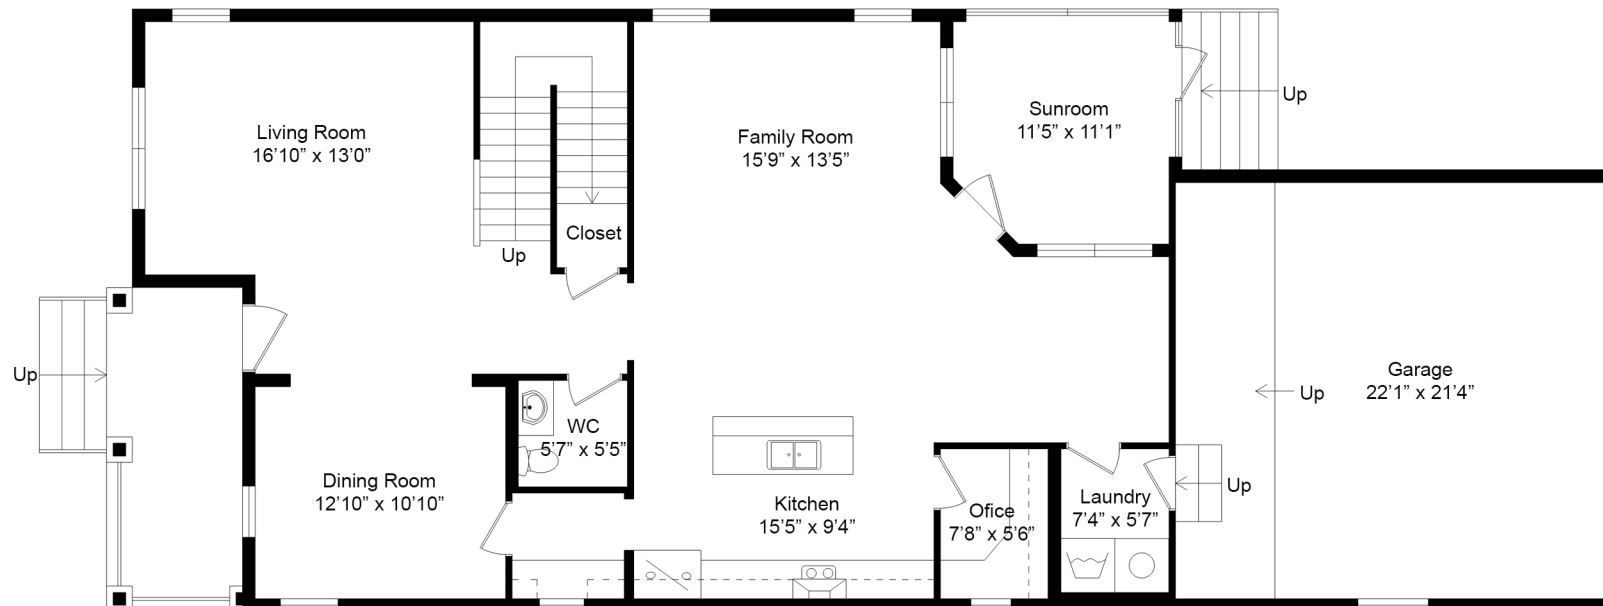 Living Room
16’10” x 13’0”
Family Room
15’9” x 13’5”
Sunroom
11’5” x 11’1”
Up
Closet
Up
Up
Garage
22’1” x 21’4”
Up
WC
5’7” x 5’5”
Dining Room
12’10” x 10’10”
Kitchen
15’5” x 9’4”
Ofice
7’8” x 5’6”
Laundry
7’4” x 5’7”
Up